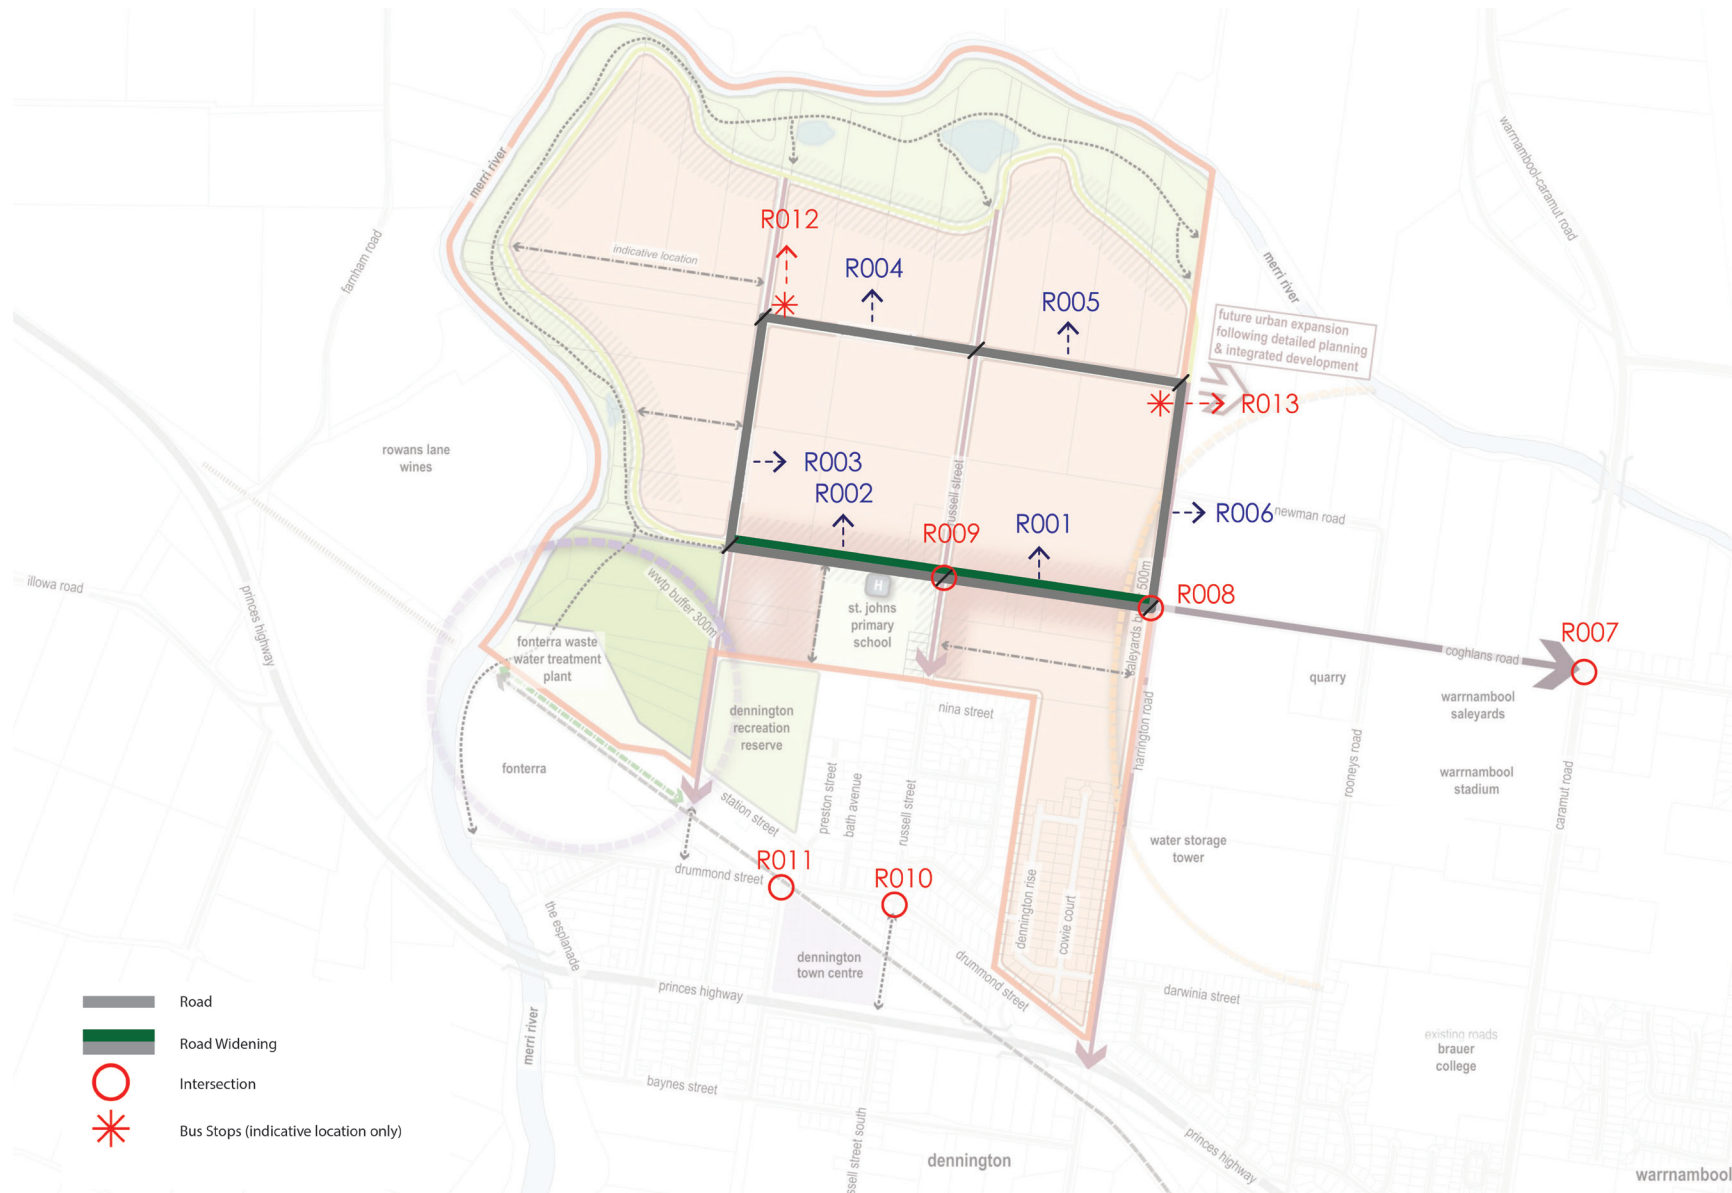 warrnambool-caramut road
merri river
R012
farnham road
indicative location
R004
merri river
R005
future urban expansion
following detailed planning
& integrated development
R013
rowans lane
wines
R003
russell street
R002
R006
newman road
R009
R001
500m
illowa road
princes highway
wwtp buffer 300m
H
st. johns
primary
school
R008
saleyards b
R007
coghlans road
fonterra waste
water treatment
plant
quarry
warrnambool
saleyards
dennington
recreation
reserve
nina street
harrington road
rooneys road
fonterra
warrnambool
stadium
station street
preston street
bath avenue
russell street
caramut road
water storage
tower
R011
drummond street
R010
dennington rise
cowie court
the esplanade
dennington
town centre
drummond street
princes highway
darwinia street
Road
merri river
existing roads
brauer
college
Road Widening
Intersection
baynes street
Bus Stops (indicative location only)
ssell street south
princes highway
dennington
warrnambool